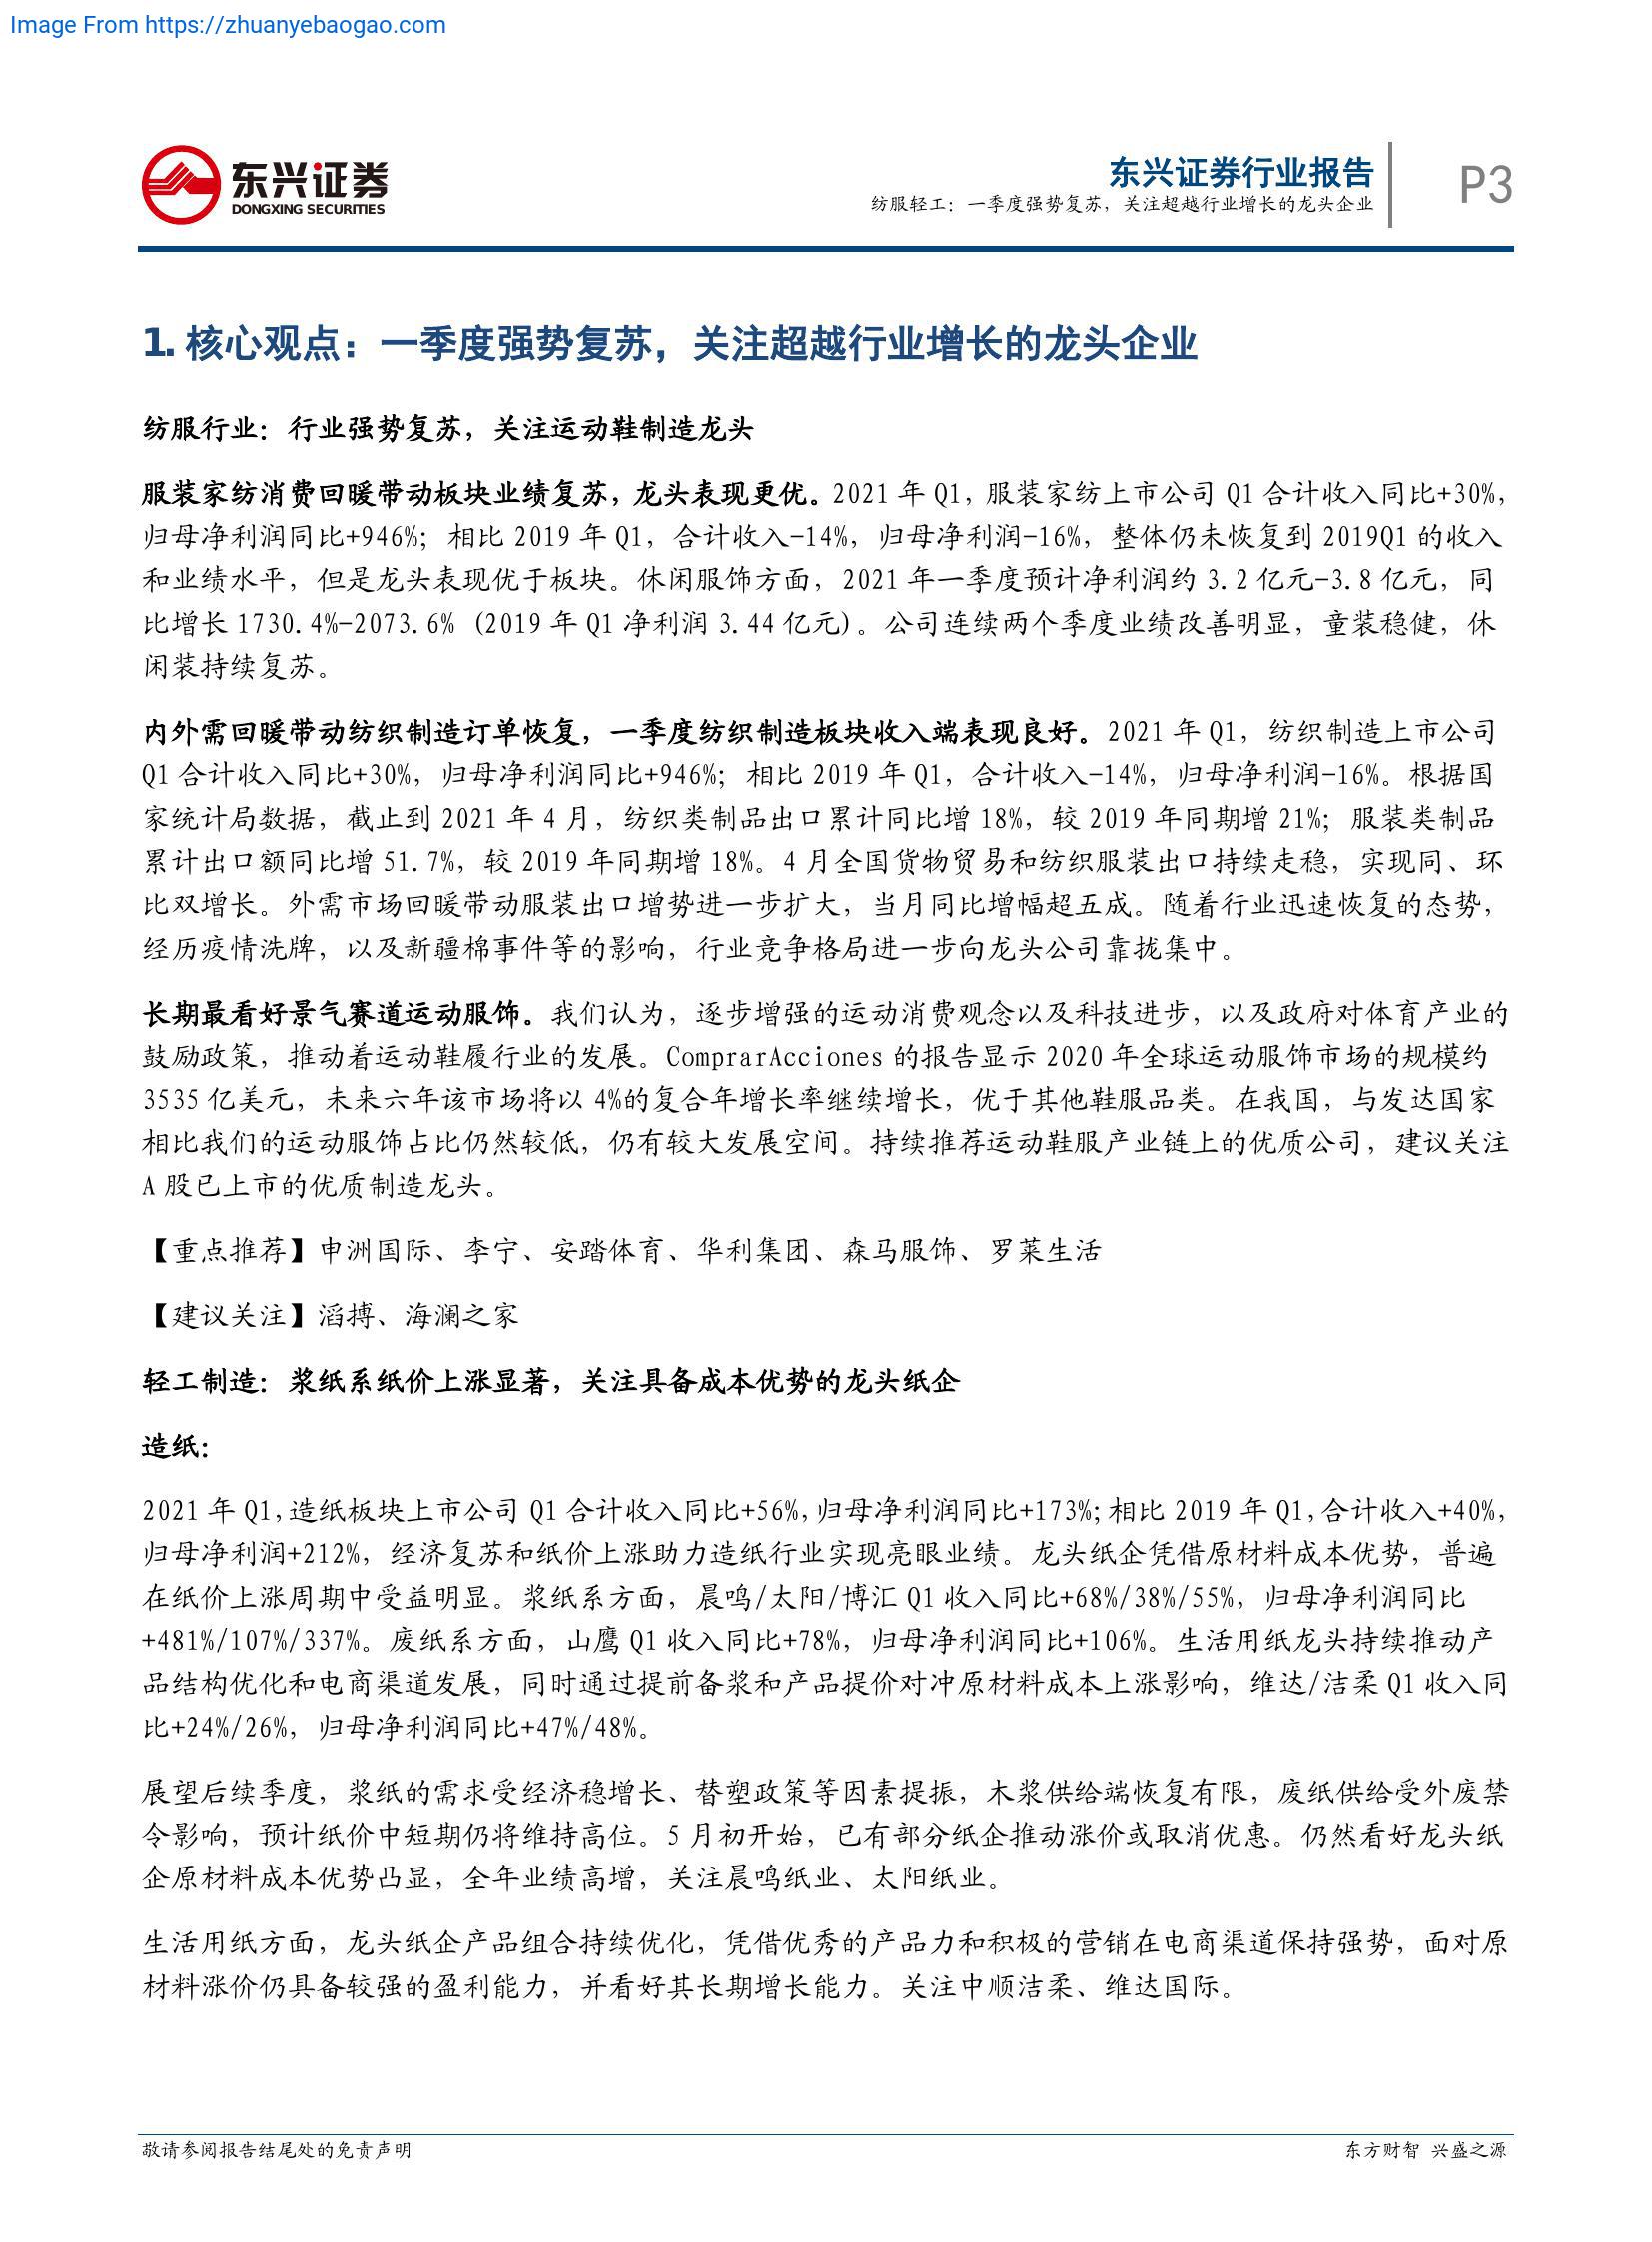 Image From https://zhuanyebaogao.com
东兴证券
DONGXING SECURITIES
东兴证券行业报告
纺服轻工：一季度强势复苏，关注超越行业增长的龙头企业
P3
1. 核心观点：一季度强势复苏，关注超越行业增长的龙头企业
纺服行业：行业强势复苏，关注运动鞋制造龙头
服装家纺消费回暖带动板块业绩复苏，龙头表现更优。2021 年 Q1，服装家纺上市公司 Q1 合计收入同比+30%，
归母净利润同比+946%；相比 2019 年 Q1，合计收入-14%，归母净利润-16%，整体仍未恢复到 2019Q1 的收入
和业绩水平，但是龙头表现优于板块。休闲服饰方面，2021 年一季度预计净利润约 3.2 亿元-3.8 亿元，同
比增长 1730.4%-2073.6% (2019 年 Q1 净利润 3.44 亿元)。公司连续两个季度业绩改善明显，童装稳健，休
闲装持续复苏。
内外需回暖带动纺织制造订单恢复，一季度纺织制造板块收入端表现良好。2021 年 Q1，纺织制造上市公司
Q1 合计收入同比+30%，归母净利润同比+946%；相比 2019 年 Q1，合计收入-14%，归母净利润-16%。根据国
家统计局数据，截止到 2021 年 4 月，纺织类制品出口累计同比增 18%，较 2019 年同期增 21%；服装类制品
累计出口额同比增 51.7%，较 2019 年同期增 18%。4 月全国货物贸易和纺织服装出口持续走稳，实现同、环
比双增长。外需市场回暖带动服装出口增势进一步扩大，当月同比增幅超五成。随着行业迅速恢复的态势，
经历疫情洗牌，以及新疆棉事件等的影响，行业竞争格局进一步向龙头公司靠拢集中。
长期最看好景气赛道运动服饰。我们认为，逐步增强的运动消费观念以及科技进步，以及政府对体育产业的
鼓励政策，推动着运动鞋履行业的发展。ComprarAcciones 的报告显示 2020 年全球运动服饰市场的规模约
3535 亿美元，未来六年该市场将以 4%的复合年增长率继续增长，优于其他鞋服品类。在我国，与发达国家
相比我们的运动服饰占比仍然较低，仍有较大发展空间。持续推荐运动鞋服产业链上的优质公司，建议关注
A 股已上市的优质制造龙头。
【重点推荐】申洲国际、李宁、安踏体育、华利集团、森马服饰、罗莱生活
【建议关注】滔搏、海澜之家
轻工制造：浆纸系纸价上涨显著，关注具备成本优势的龙头纸企
造纸：
2021 年 Q1，造纸板块上市公司 Q1 合计收入同比+56%，归母净利润同比+173%；相比 2019 年 Q1，合计收入+40%，
归母净利润+212%，经济复苏和纸价上涨助力造纸行业实现亮眼业绩。龙头纸企凭借原材料成本优势，普遍
在纸价上涨周期中受益明显。浆纸系方面，晨鸣/太阳/博汇 Q1 收入同比+68%/38%/55%，归母净利润同比
+481%/107%/337%。废纸系方面，山鹰 Q1 收入同比+78%，归母净利润同比+106%。生活用纸龙头持续推动产
品结构优化和电商渠道发展，同时通过提前备浆和产品提价对冲原材料成本上涨影响，维达/洁柔 Q1 收入同
比+24%/26%，归母净利润同比+47%/48%。
展望后续季度，浆纸的需求受经济稳增长、替塑政策等因素提振，木浆供给端恢复有限，废纸供给受外废禁
令影响，预计纸价中短期仍将维持高位。5 月初开始，已有部分纸企推动涨价或取消优惠。仍然看好龙头纸
企原材料成本优势凸显，全年业绩高增，关注晨鸣纸业、太阳纸业。
生活用纸方面，龙头纸企产品组合持续优化，凭借优秀的产品力和积极的营销在电商渠道保持强势，面对原
材料涨价仍具备较强的盈利能力，并看好其长期增长能力。关注中顺洁柔、维达国际。
敬请参阅报告结尾处的免责声明
东方财智 兴盛之源